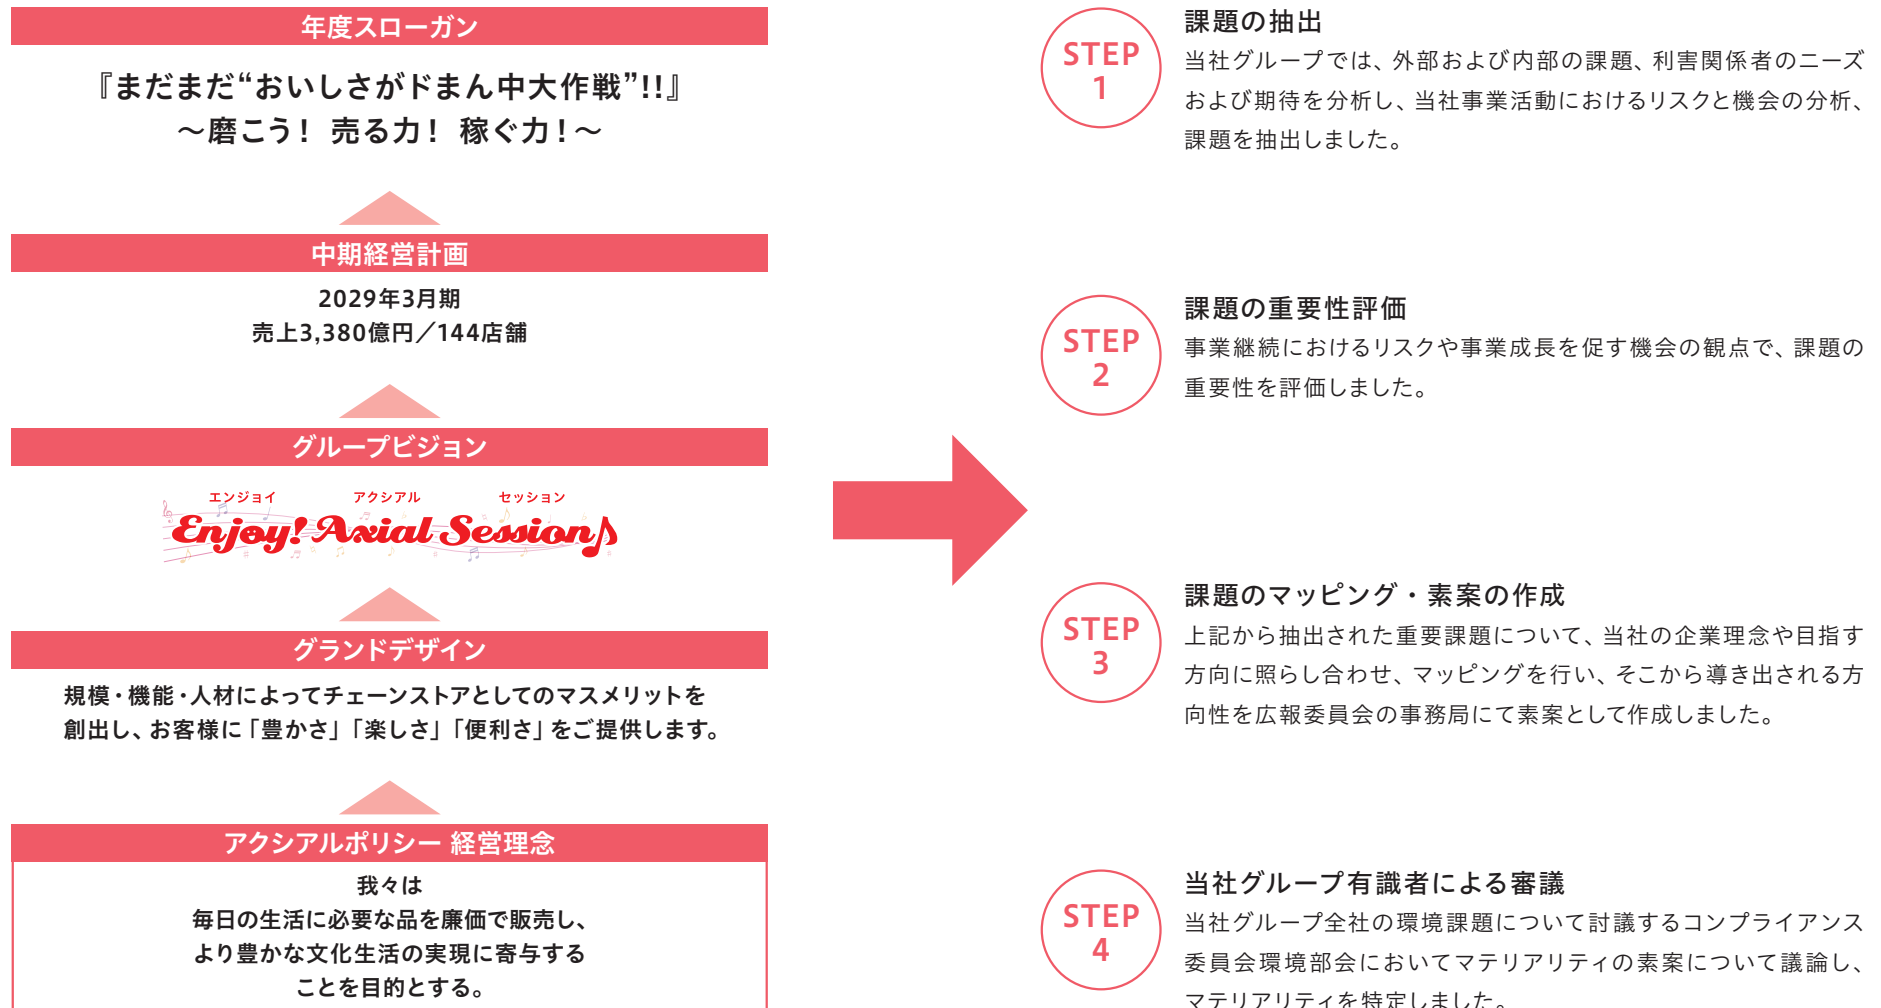 年度スローガン
『まだまだ“おいしさがドまん中大作戦”!!』
～磨こう！ 売る力！ 稼ぐ力！～
中期経営計画
2029年3月期
売上3,380億円／144店舗
グループビジョン
エンジョイ アクシアル セッション
Enjoy! Axial Session♪
グランドデザイン
規模・機能・人材によってチェーンストアとしてのマスメリットを
創出し、お客様に「豊かさ」「楽しさ」「便利さ」をご提供します。
アクシアルポリシー 経営理念
我々は
毎日の生活に必要な品を廉価で販売し、
より豊かな文化生活の実現に寄与する
ことを目的とする。
STEP
1
課題の抽出
当社グループでは、外部および内部の課題、利害関係者のニーズ
および期待を分析し、当社事業活動におけるリスクと機会の分析、
課題を抽出しました。
STEP
2
課題の重要性評価
事業継続におけるリスクや事業成長を促す機会の観点で、課題の
重要性を評価しました。
STEP
3
課題のマッピング・素案の作成
上記から抽出された重要課題について、当社の企業理念や目指す
方向に照らし合わせ、マッピングを行い、そこから導き出される方
向性を広報委員会の事務局にて素案として作成しました。
STEP
4
当社グループ有識者による審議
当社グループ全社の環境課題について討議するコンプライアンス
委員会環境部会においてマテリアリティの素案について議論し、
マテリアリティを特定しました。